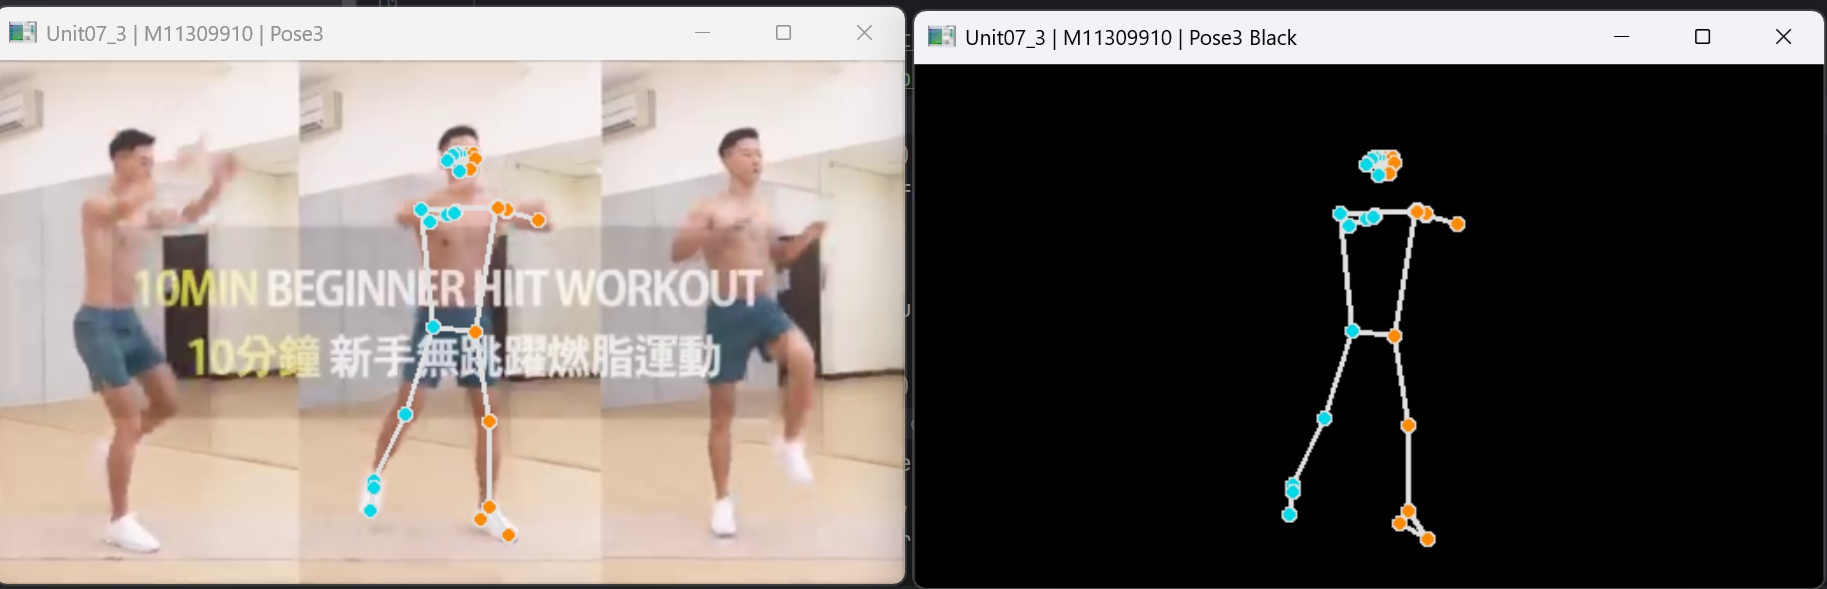 Unit07_3 | M11309910 | Pose3
Unit07_3 | M11309910 | Pose3 Black
10MIN BEGINNER HIIT WORKOUT
10分鐘 新手無跳躍燃脂運動